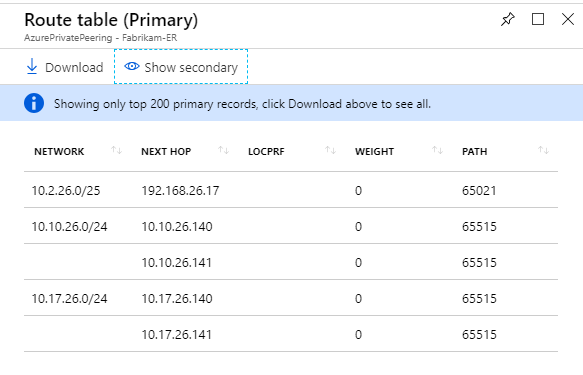 Route table (Primary)
AzurePrivatePeering - Fabrikam-ER
Download Show secondary
Showing only top 200 primary records, click Download above to see all.
NETWORK NEXT HOP LOCPRF WEIGHT PATH
10.2.26.0/25 192.168.26.17 0 65021
10.10.26.0/24 10.10.26.140 0 65515
10.10.26.141 0 65515
10.17.26.0/24 10.17.26.140 0 65515
10.17.26.141 0 65515